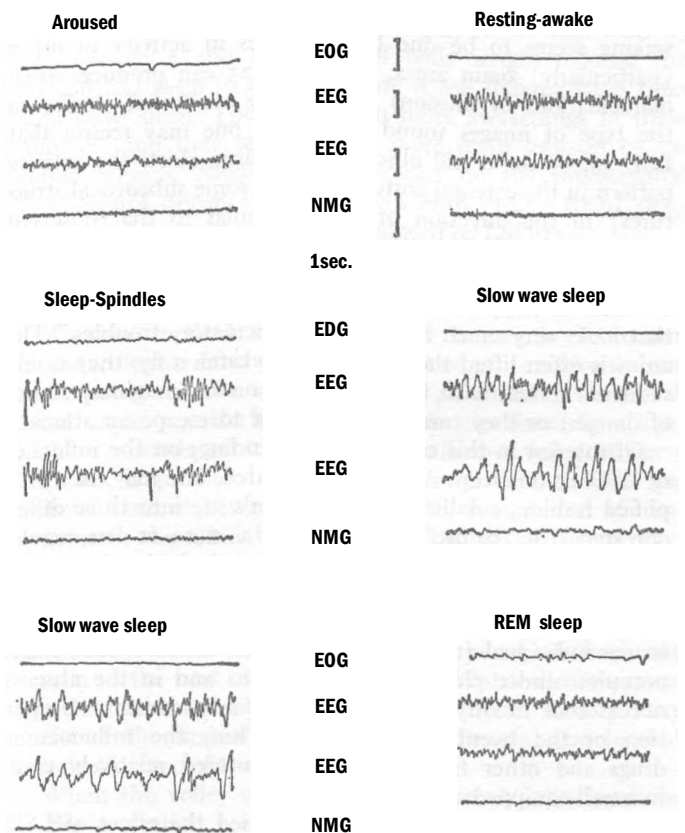 Aroused
Resting-awake
EOG
EEG
EEG
NMG
1sec.
Sleep-Spindles
Slow wave sleep
EDG
EEG
EEG
NMG
Slow wave sleep
REM sleep
EOG
EEG
EEG
NMG